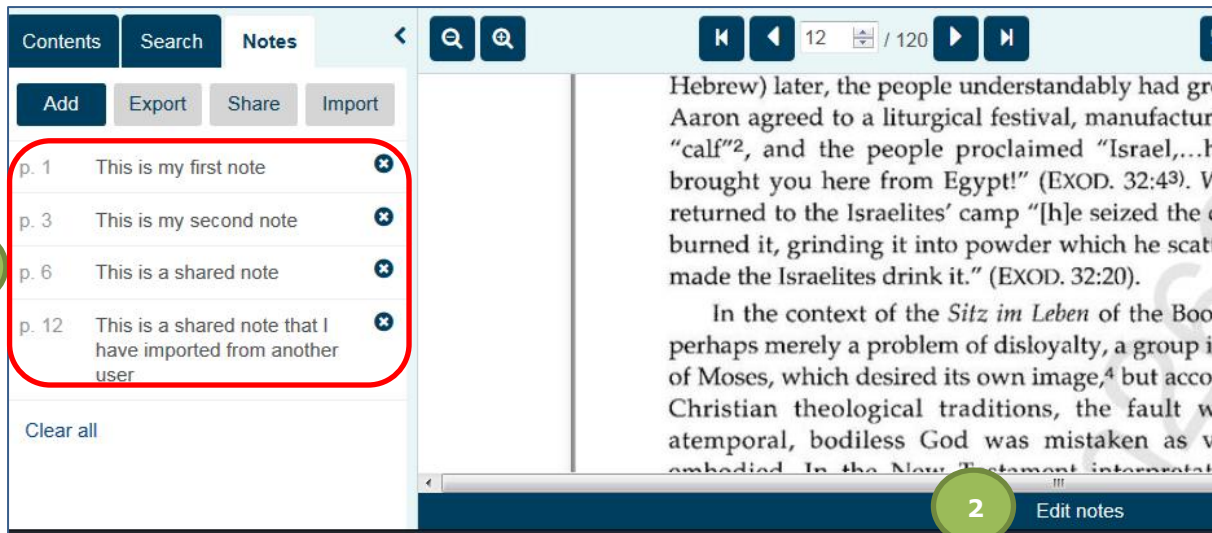 Contents Search Notes
12 / 120
Add Export Share Import
p. 1 This is my first note
p. 3 This is my second note
p. 6 This is a shared note
p. 12 This is a shared note that I
have imported from another
user
Clear all
Hebrew) later, the people understandably had gr
Aaron agreed to a liturgical festival, manufactur
“calf”², and the people proclaimed “Israel,…h
brought you here from Egypt!” (EXOD. 32:4³). W
returned to the Israelites’ camp “[h]e seized the c
burned it, grinding it into powder which he scat
made the Israelites drink it.” (EXOD. 32:20).
In the context of the Sitz im Leben of the Boo
perhaps merely a problem of disloyalty, a group i
of Moses, which desired its own image,⁴ but acco
Christian theological traditions, the fault w
atemporal, bodiless God was mistaken as v
embodied. In the New Testament interpretat
2 Edit notes